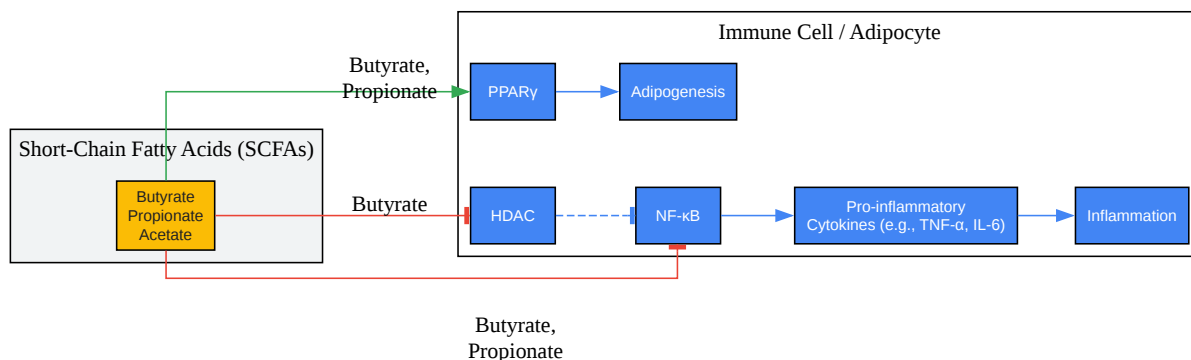 Immune Cell / Adipocyte
Butyrate,
Propionate
PPARγ
Adipogenesis
Short-Chain Fatty Acids (SCFAs)
Butyrate
Propionate
Acetate
Butyrate
HDAC
NF-κB
Pro-inflammatory
Cytokines (e.g., TNF-α, IL-6)
Inflammation
Butyrate,
Propionate